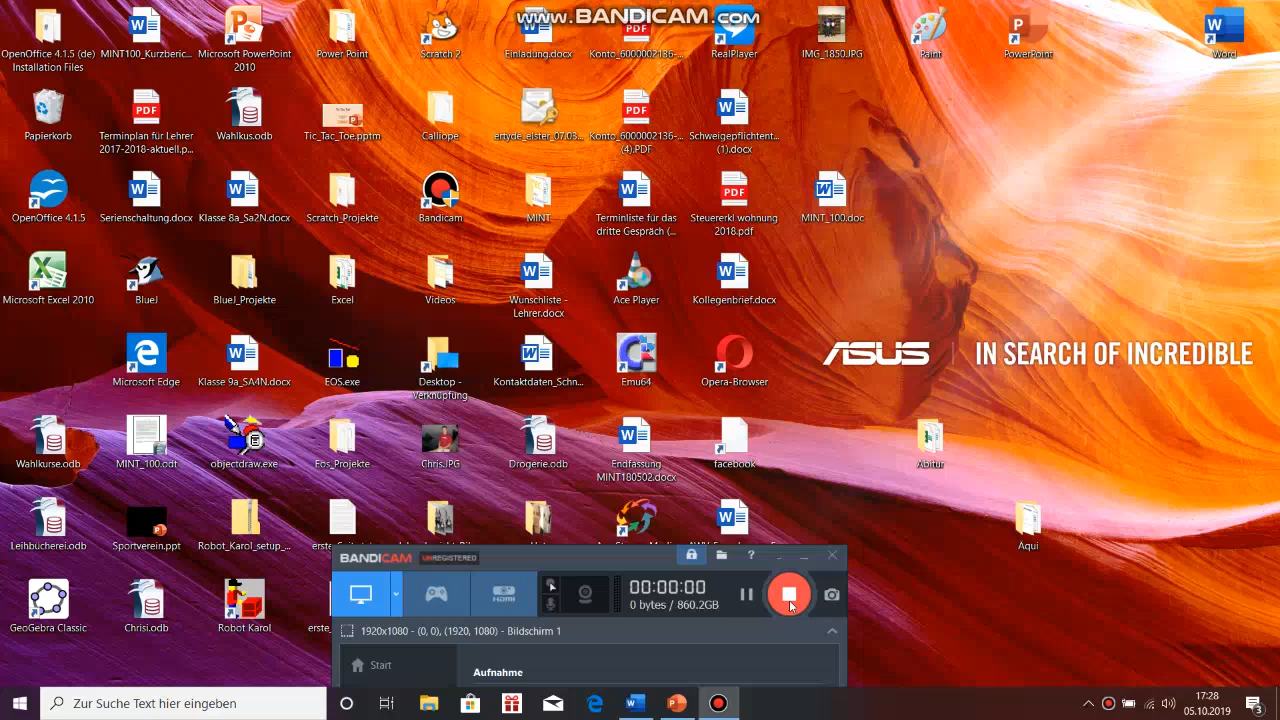 www.BANDICAM.com
OpenOffice 4.1.5 (de)
Installation Files
MINT100_Kurzberic...
Microsoft PowerPoint
2010
Power Point
Scratch 2
Einladung.docx
Konto_6000002136-...
RealPlayer
IMG_1850.JPG
Paint
PowerPoint
Word
Papierkorb
Terminplan für Lehrer
2017-2018-aktuell.p...
Wahlkus.odb
Tic_Tac_Toe.pptm
Calliope
ertyde_elster_07.03...
Konto_6000002136-...
(4).PDF
Schweigepflichtent...
(1).docx
OpenOffice 4.1.5
Serienschaltung.docx
Klasse 8a_Sa2N.docx
Scratch_Projekte
Bandicam
MINT
Terminliste für das
dritte Gespräch (...
Steuererkl wohnung
2018.pdf
MINT_100.doc
Microsoft Excel 2010
BlueJ
BlueJ_Projekte
Excel
Videos
Wunschliste -
Lehrer.docx
Ace Player
Kollegenbrief.docx
Microsoft Edge
Klasse 9a_SA4N.docx
EOS.exe
Desktop -
Verknüpfung
Kontaktdaten_Schn...
Emu64
Opera-Browser
ASUS
IN SEARCH OF INCREDIBLE
Wahlkurse.odb
MINT_100.odt
objectdraw.exe
Eos_Projekte
Chris.JPG
Drogerie.odb
Endfassung
MINT180502.docx
facebook
Abitur
Leihbücherei.odb
Sportverein.ppt
Robot_Karol_setup_...
Aqui
GeoGebra Classic
Chrisi.odb
Robot Karol
BANDICAM UNREGISTERED
HDMI
00:00:00
0 bytes / 860.2GB
1920x1080 - (0, 0), (1920, 1080) - Bildschirm 1
Start
Aufnahme
Zur Suche Text hier eingeben
17:28
05.10.2019
3